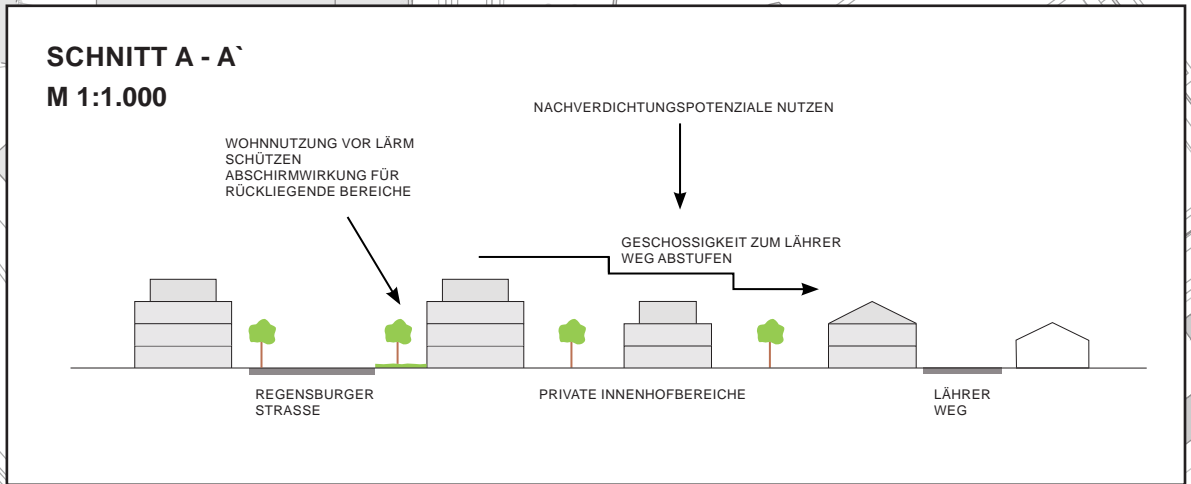 SCHNITT A - A`
M 1:1.000
NACHVERDICHTUNGSPOTENZIALE NUTZEN
WOHNNUTZUNG VOR LÄRM
SCHÜTZEN
ABSCHIRMWIRKUNG FÜR
RÜCKLIEGENDE BEREICHE
GESCHOSSIGKEIT ZUM LÄHRER
WEG ABSTUFEN
REGENSBURGER
STRASSE
PRIVATE INNENHOFBEREICHE
LÄHRER
WEG